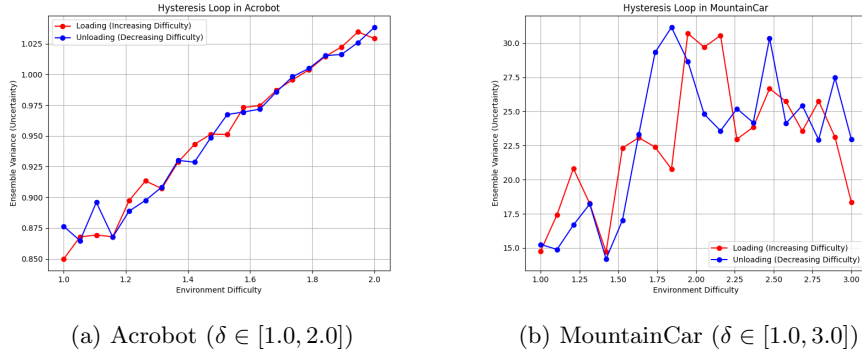 Hysteresis Loop in Acrobot
Loading (Increasing Difficulty)
Unloading (Decreasing Difficulty)
1.025
1.000
0.975
0.950
0.925
0.900
0.875
0.850
Ensemble Variance (Uncertainty)
1.0 1.2 1.4 1.6 1.8 2.0
Environment Difficulty
(a) Acrobot (δ ∈ [1.0, 2.0])
Hysteresis Loop in MountainCar
30.0
27.5
25.0
22.5
20.0
17.5
15.0
Ensemble Variance (Uncertainty)
Loading (Increasing Difficulty)
Unloading (Decreasing Difficulty)
1.00 1.25 1.50 1.75 2.00 2.25 2.50 2.75 3.00
Environment Difficulty
(b) MountainCar (δ ∈ [1.0, 3.0])